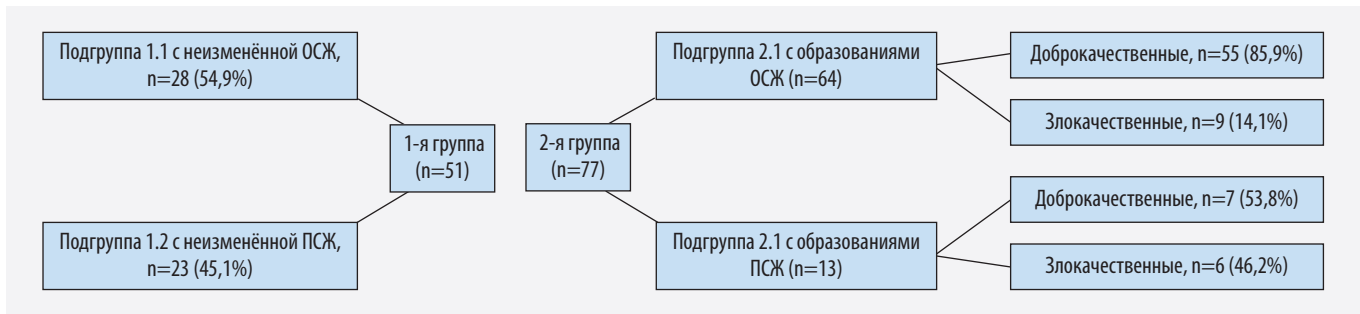 Подгруппа 1.1 с неизменённой ОСЖ,
n=28 (54,9%)
1-я группа
(n=51)
Подгруппа 1.2 с неизменённой ПСЖ,
n=23 (45,1%)
2-я группа
(n=77)
Подгруппа 2.1 с образованиями
ОСЖ (n=64)
Доброкачественные, n=55 (85,9%)
Злокачественные, n=9 (14,1%)
Подгруппа 2.1 с образованиями
ПСЖ (n=13)
Доброкачественные, n=7 (53,8%)
Злокачественные, n=6 (46,2%)